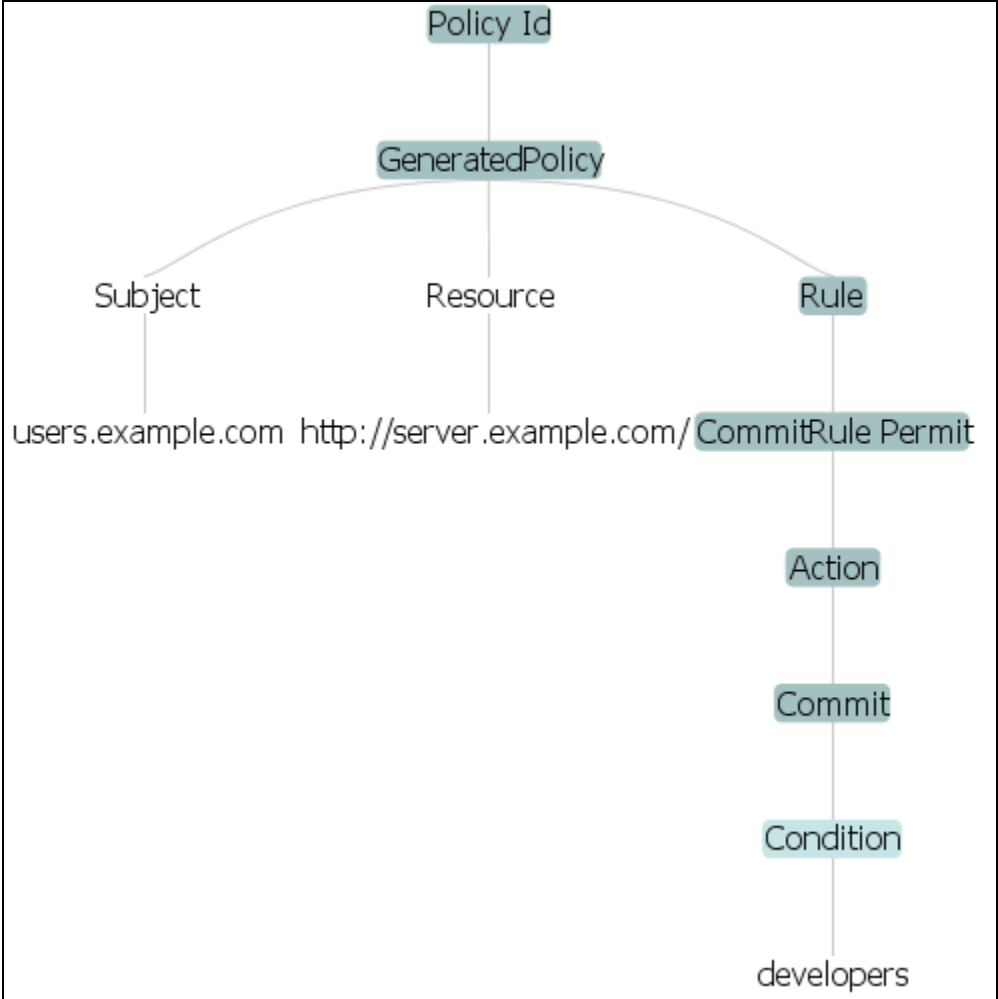 Policy Id
GeneratedPolicy
Subject Resource Rule
users.example.com http://server.example.com/ CommitRule Permit
Action
Commit
Condition
developers